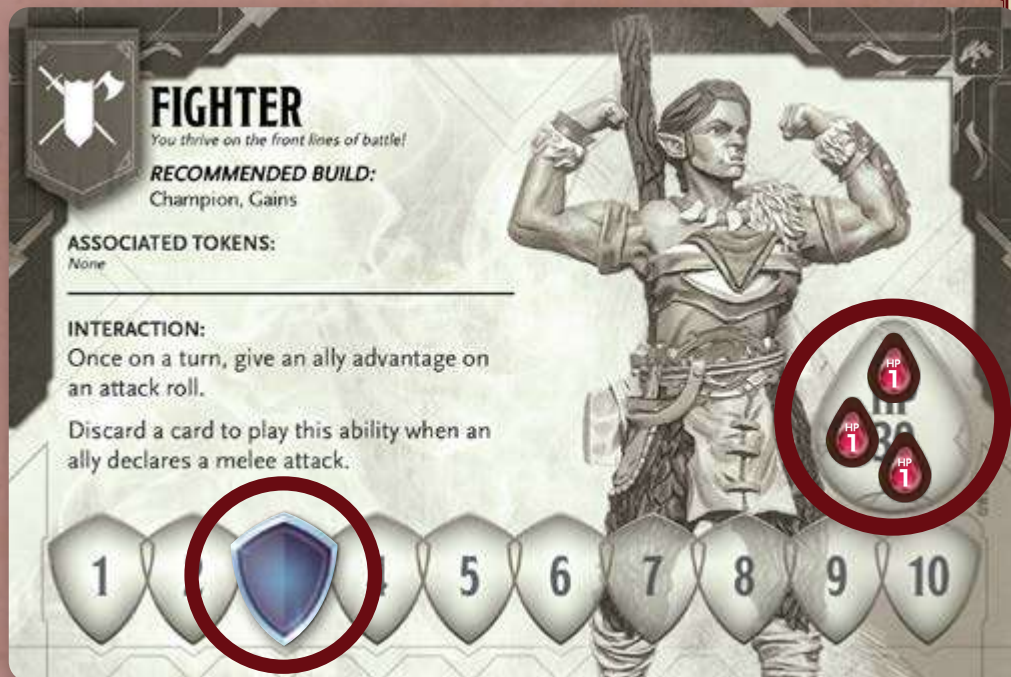 FIGHTER
You thrive on the front lines of battle!
RECOMMENDED BUILD:
Champion, Gains
ASSOCIATED TOKENS:
None
INTERACTION:
Once on a turn, give an ally advantage on
an attack roll.
Discard a card to play this ability when an
ally declares a melee attack.
HP
1
HP
1
HP
1
1 2 4 5 6 7 8 9 10